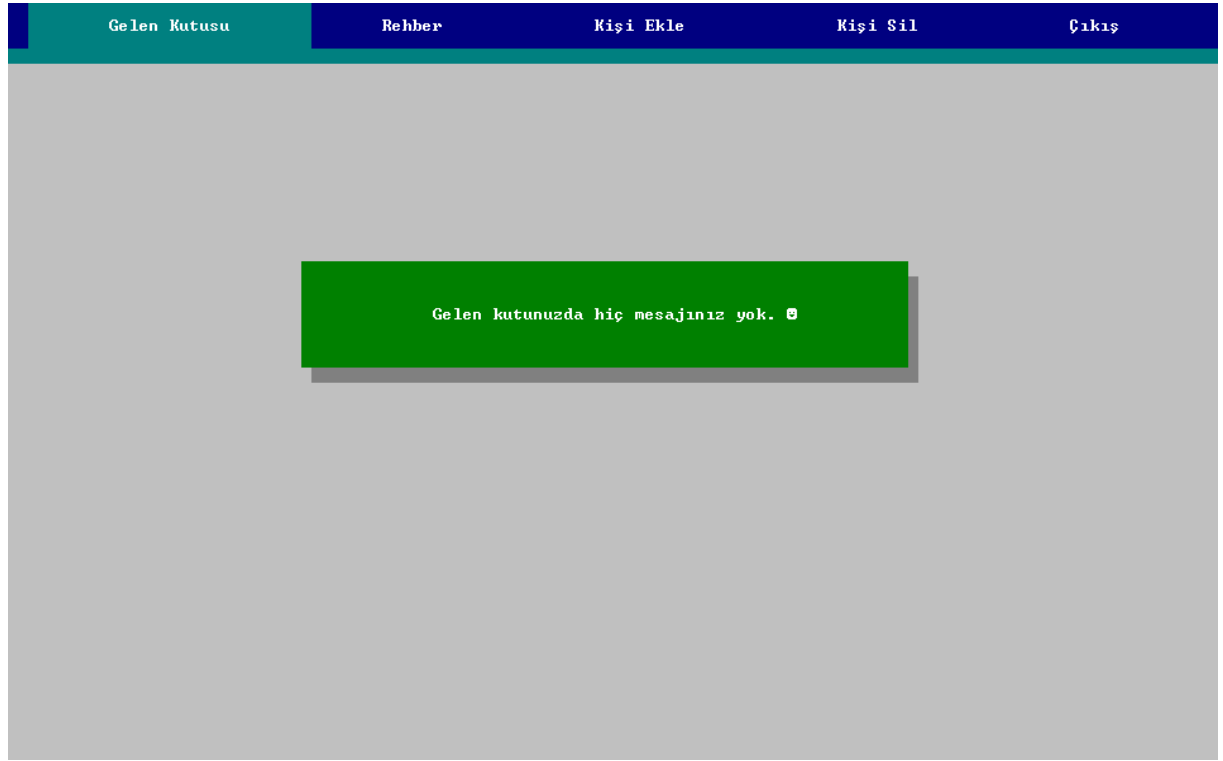 Gelen Kutusu Rehber Kişi Ekle Kişi Sil Çıkış
Gelen kutunuzda hiç mesajınız yok. ☻